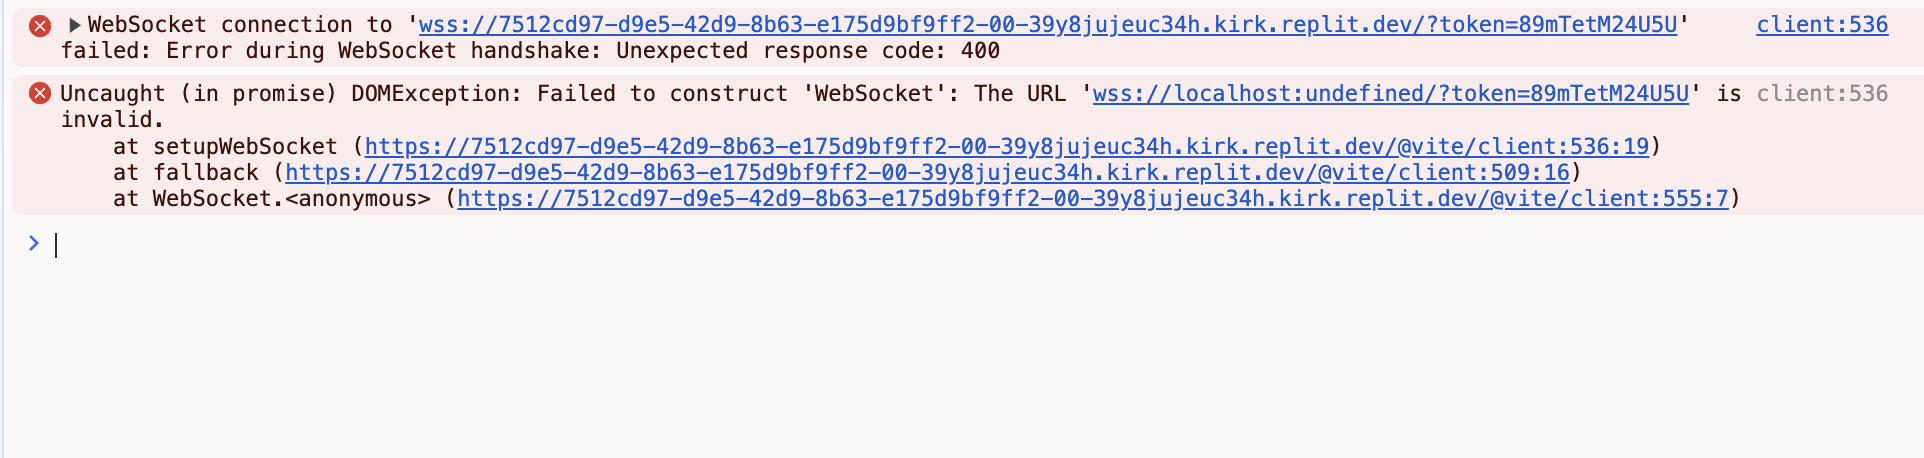 ▶WebSocket connection to 'wss://7512cd97-d9e5-42d9-8b63-e175d9bf9ff2-00-39y8jujeuc34h.kirk.replit.dev/?token=89mTetM24U5U' client:536
failed: Error during WebSocket handshake: Unexpected response code: 400
Uncaught (in promise) DOMException: Failed to construct 'WebSocket': The URL 'wss://localhost:undefined/?token=89mTetM24U5U' is client:536
invalid.
at setupWebSocket (https://7512cd97-d9e5-42d9-8b63-e175d9bf9ff2-00-39y8jujeuc34h.kirk.replit.dev/@vite/client:536:19)
at fallback (https://7512cd97-d9e5-42d9-8b63-e175d9bf9ff2-00-39y8jujeuc34h.kirk.replit.dev/@vite/client:509:16)
at WebSocket.<anonymous> (https://7512cd97-d9e5-42d9-8b63-e175d9bf9ff2-00-39y8jujeuc34h.kirk.replit.dev/@vite/client:555:7)